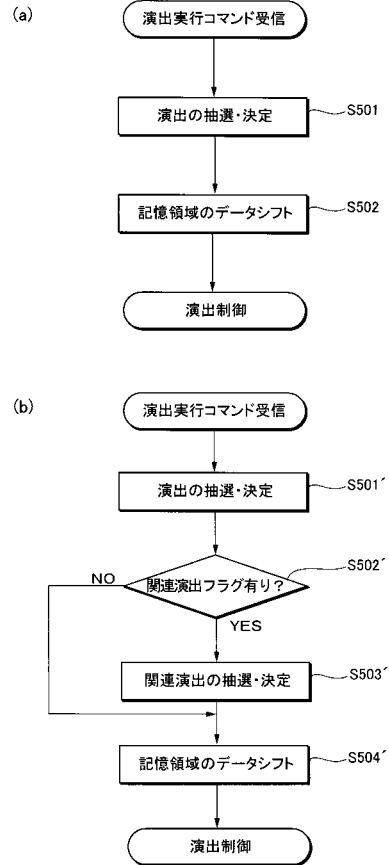 (a)
演出実行コマンド受信
演出の抽選・決定
S501
記憶領域のデータシフト
S502
演出制御
(b)
演出実行コマンド受信
演出の抽選・決定
S501´
関連演出フラグ有り？
S502´
NO
YES
関連演出の抽選・決定
S503´
記憶領域のデータシフト
S504´
演出制御